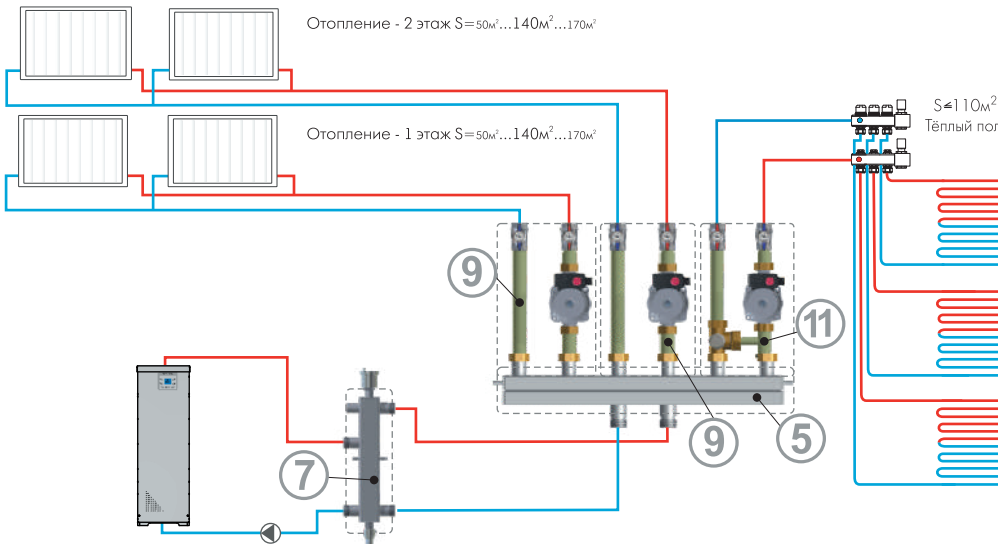 Отопление - 2 этаж S=50м²...140м²...170м²
Отопление - 1 этаж S=50м²...140м²...170м²
S≤110м²
Тёплый пол
9
11
9
5
7